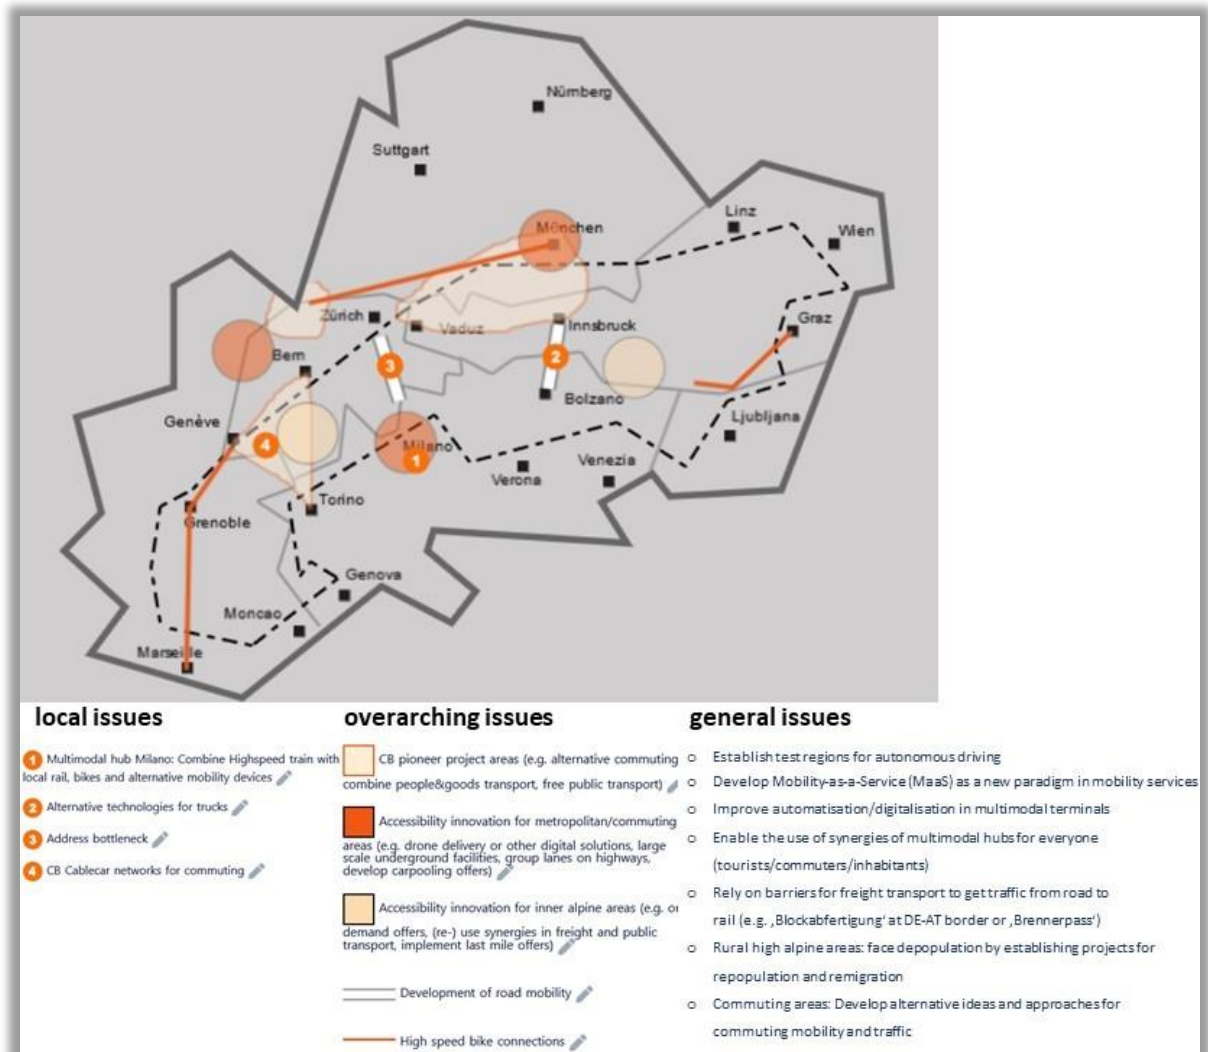 Nürnberg
Suttgart
Linz
München
Wien
Zürich
Vaduz
Innsbruck
Graz
3
2
Bern
Bolzano
Genève
Ljubljana
4
Milano
1
Venezia
Verona
Torino
Grenoble
Genova
Moncao
Marseille
local issues
1 Multimodal hub Milano: Combine Highspeed train with
local rail, bikes and alternative mobility devices
2 Alternative technologies for trucks
3 Address bottleneck
4 CB Cablecar networks for commuting
overarching issues
CB pioneer project areas (e.g. alternative commuting
combine people&goods transport, free public transport)
Accessibility innovation for metropolitan/commuting
areas (e.g. drone delivery or other digital solutions, large
scale underground facilities, group lanes on highways,
develop carpooling offers)
Accessibility innovation for inner alpine areas (e.g. on
demand offers, (re-) use synergies in freight and public
transport, implement last mile offers)
Development of road mobility
High speed bike connections
general issues
o Establish test regions for autonomous driving
o Develop Mobility-as-a-Service (MaaS) as a new paradigm in mobility services
o Improve automatisation/digitalisation in multimodal terminals
o Enable the use of synergies of multimodal hubs for everyone
(tourists/commuters/inhabitants)
o Rely on barriers for freight transport to get traffic from road to
rail (e.g. ‚Blockabfertigung' at DE-AT border or ‚Brennerpass')
o Rural high alpine areas: face depopulation by establishing projects for
repopulation and remigration
o Commuting areas: Develop alternative ideas and approaches for
commuting mobility and traffic